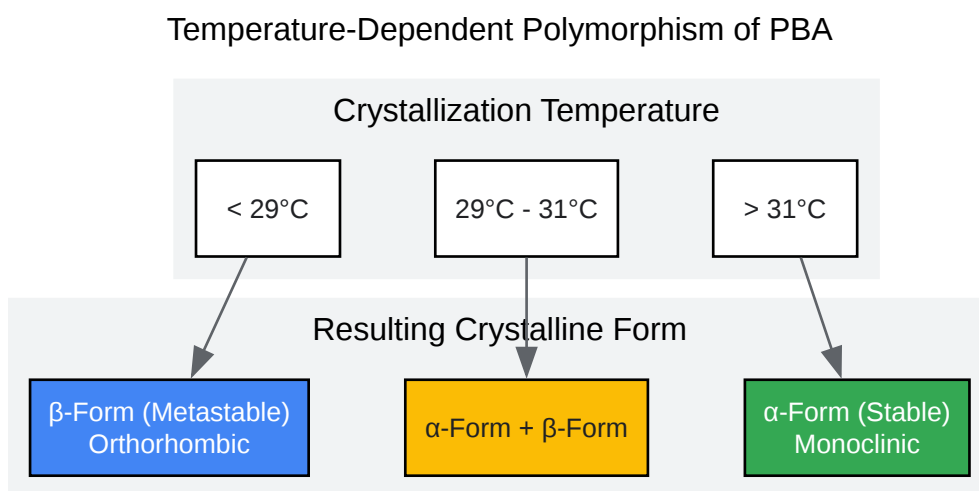 Temperature-Dependent Polymorphism of PBA
Crystallization Temperature
< 29°C
29°C - 31°C
> 31°C
Resulting Crystalline Form
β-Form (Metastable)
Orthorhombic
α-Form + β-Form
α-Form (Stable)
Monoclinic